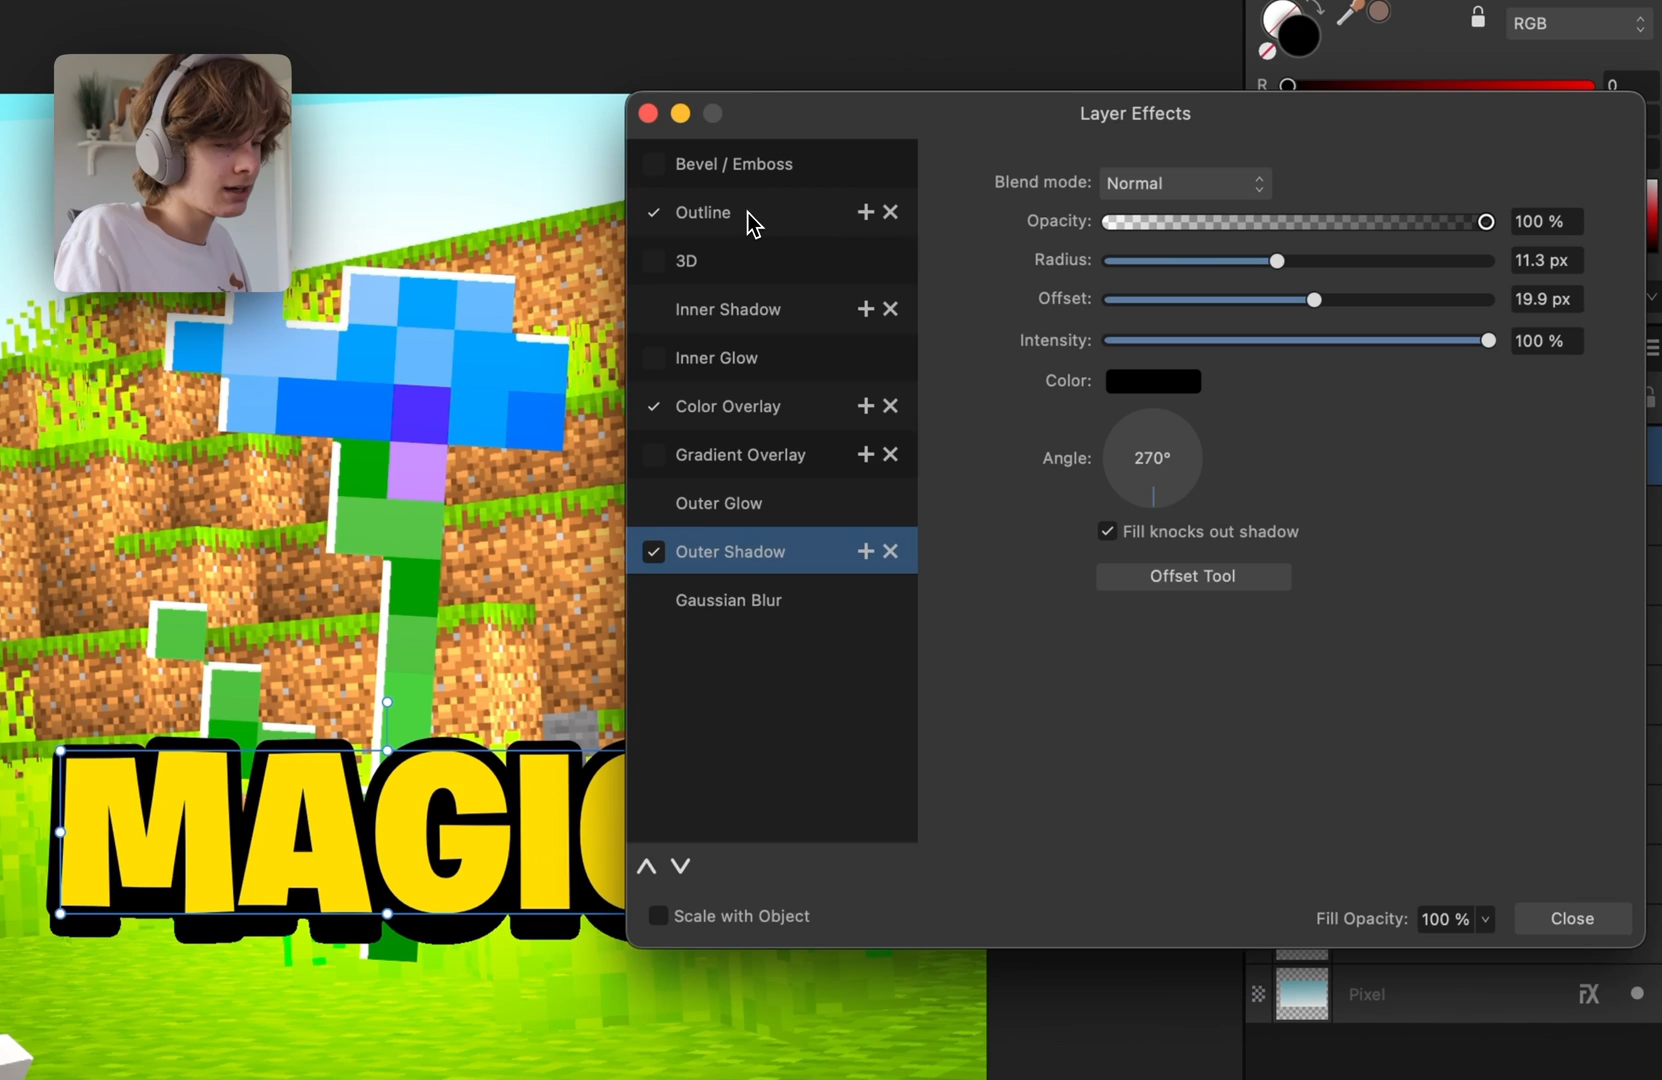 RGB
R
0
Layer Effects
Bevel / Emboss
Outline
3D
Inner Shadow
Inner Glow
Color Overlay
Gradient Overlay
Outer Glow
Outer Shadow
Gaussian Blur
Blend mode: Normal
Opacity: 100 %
Radius: 11.3 px
Offset: 19.9 px
Intensity: 100 %
Color:
Angle: 270°
Fill knocks out shadow
Offset Tool
MAGIC
Scale with Object
Fill Opacity: 100 %
Close
Pixel
FX